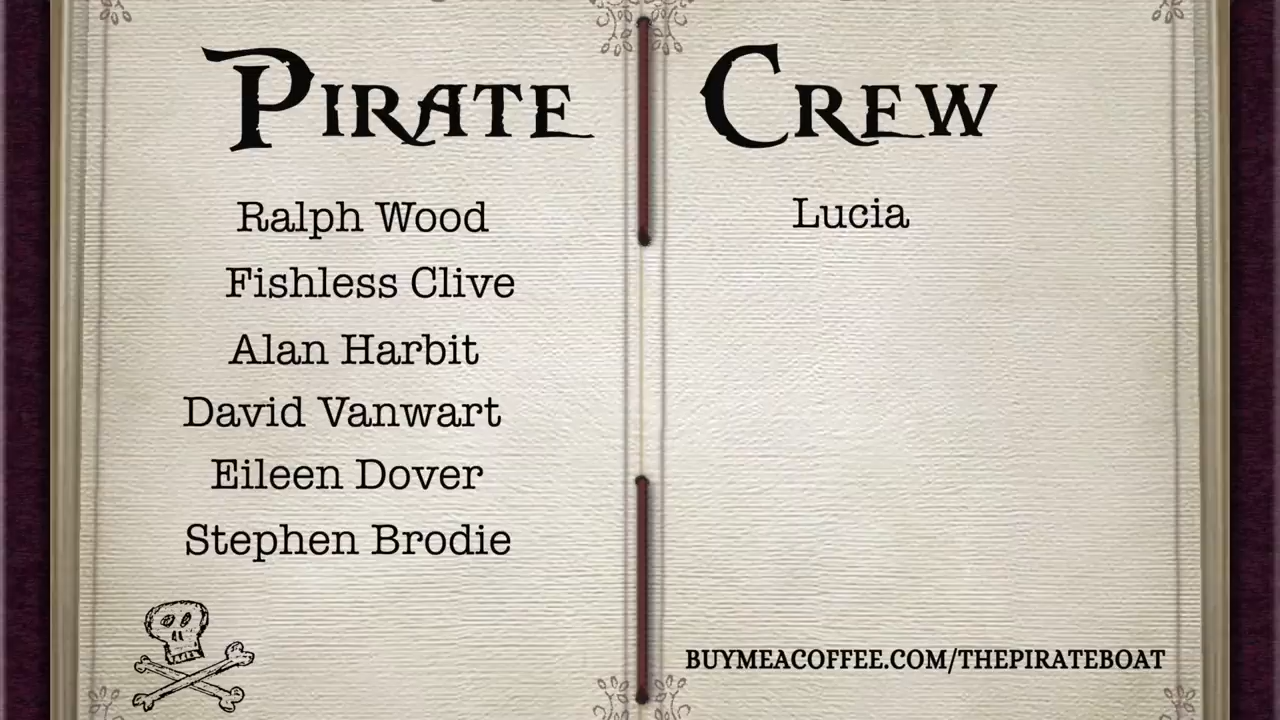 Pirate Crew
Ralph Wood
Fishless Clive
Alan Harbit
David Vanwart
Eileen Dover
Stephen Brodie
Lucia
BUYMEACOFFEE.COM/THEPIRATEBOAT